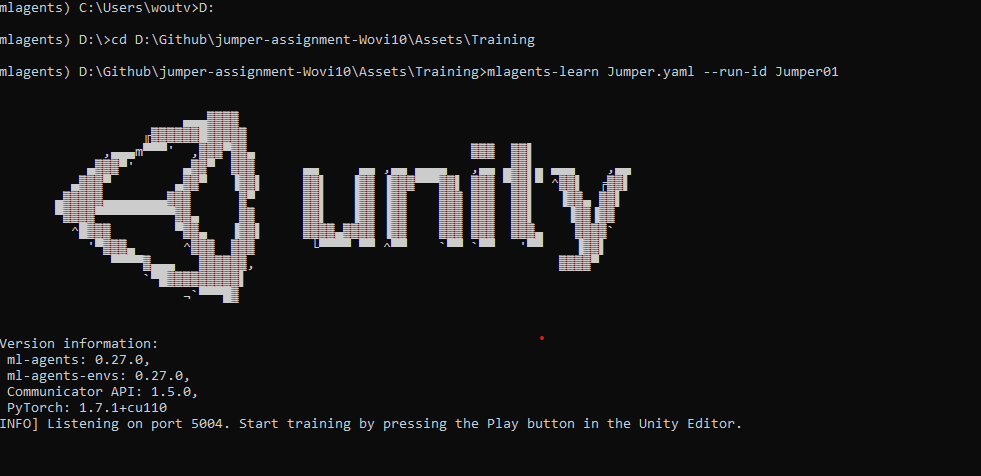 mlagents) C:\Users\woutv>D:
mlagents) D:\>cd D:\Github\jumper-assignment-Wovi10\Assets\Training
mlagents) D:\Github\jumper-assignment-Wovi10\Assets\Training>mlagents-learn Jumper.yaml --run-id Jumper01
unity
Version information:
ml-agents: 0.27.0,
ml-agents-envs: 0.27.0,
Communicator API: 1.5.0,
PyTorch: 1.7.1+cu110
INFO] Listening on port 5004. Start training by pressing the Play button in the Unity Editor.